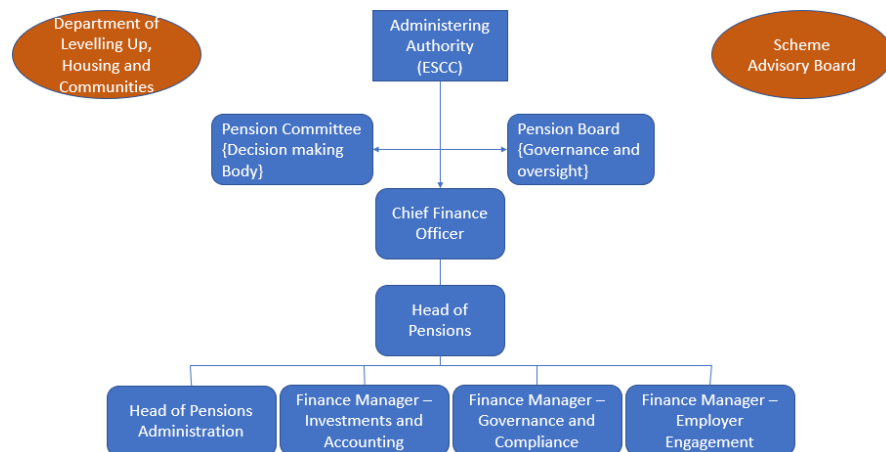 Department of
Levelling Up,
Housing and
Communities
Administering
Authority
(ESCC)
Scheme
Advisory Board
Pension Committee
{Decision making
Body}
Pension Board
{Governance and
oversight}
Chief Finance
Officer
Head of
Pensions
Head of Pensions
Administration
Finance Manager –
Investments and
Accounting
Finance Manager –
Governance and
Compliance
Finance Manager –
Employer
Engagement